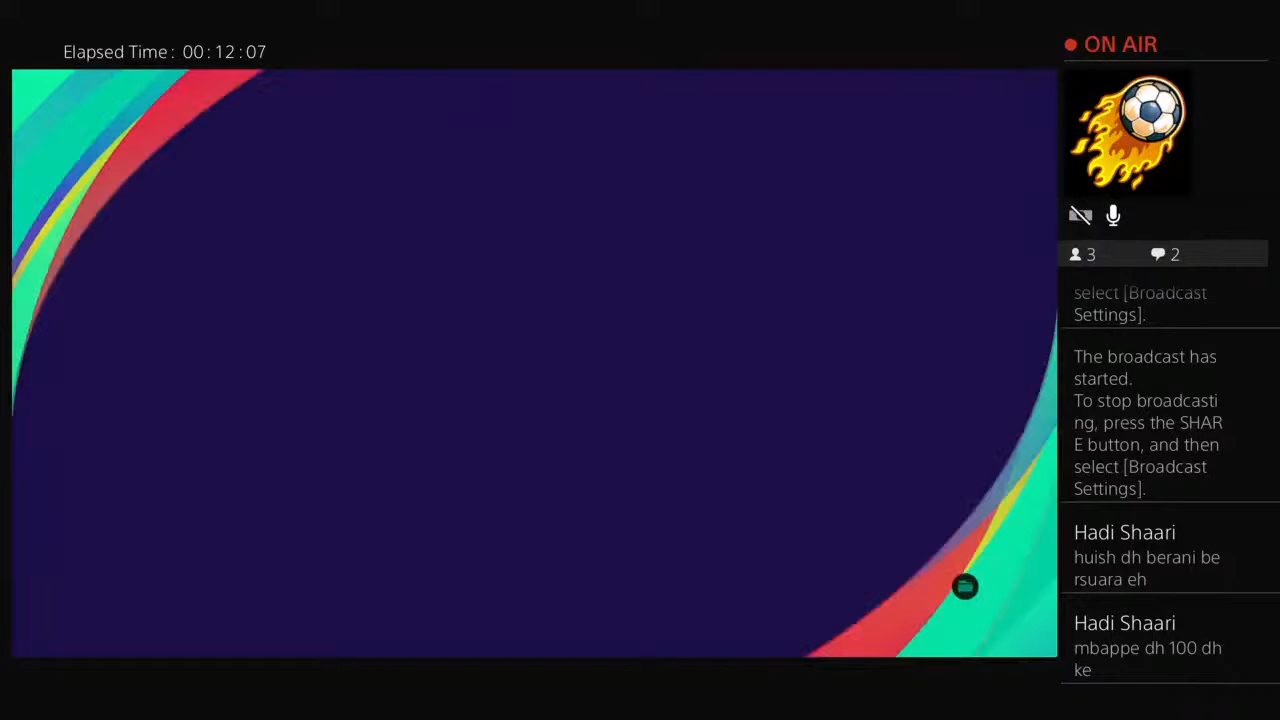 Elapsed Time: 00:12:07
ON AIR
3 2
select [Broadcast
Settings].
The broadcast has
started.
To stop broadcasti
ng, press the SHAR
E button, and then
select [Broadcast
Settings].
Hadi Shaari
huish dh berani be
rsuara eh
Hadi Shaari
mbappe dh 100 dh
ke